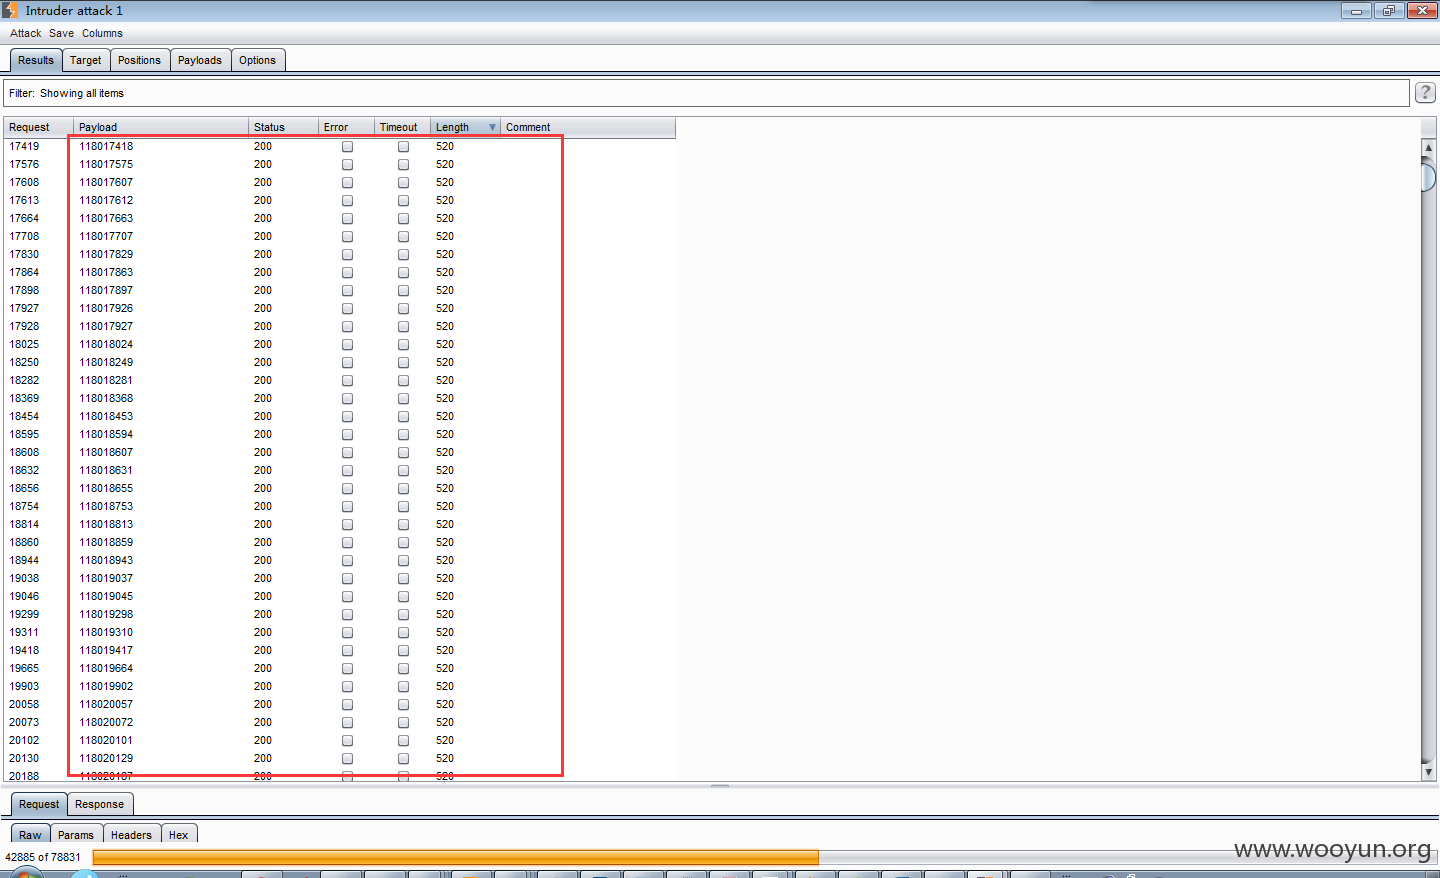 Intruder attack 1
Attack Save Columns
Results Target Positions Payloads Options
Filter: Showing all items ?
Request Payload Status Error Timeout Length Comment
17419 118017418 200 520
17576 118017575 200 520
17608 118017607 200 520
17613 118017612 200 520
17664 118017663 200 520
17708 118017707 200 520
17830 118017829 200 520
17864 118017863 200 520
17898 118017897 200 520
17927 118017926 200 520
17928 118017927 200 520
18025 118018024 200 520
18250 118018249 200 520
18282 118018281 200 520
18369 118018368 200 520
18454 118018453 200 520
18595 118018594 200 520
18608 118018607 200 520
18632 118018631 200 520
18656 118018655 200 520
18754 118018753 200 520
18814 118018813 200 520
18860 118018859 200 520
18944 118018943 200 520
19038 118019037 200 520
19046 118019045 200 520
19299 118019298 200 520
19311 118019310 200 520
19418 118019417 200 520
19665 118019664 200 520
19903 118019902 200 520
20058 118020057 200 520
20073 118020072 200 520
20102 118020101 200 520
20130 118020129 200 520
20188 118020187 200 520
Request Response
Raw Params Headers Hex
42885 of 78831
www.wooyun.org